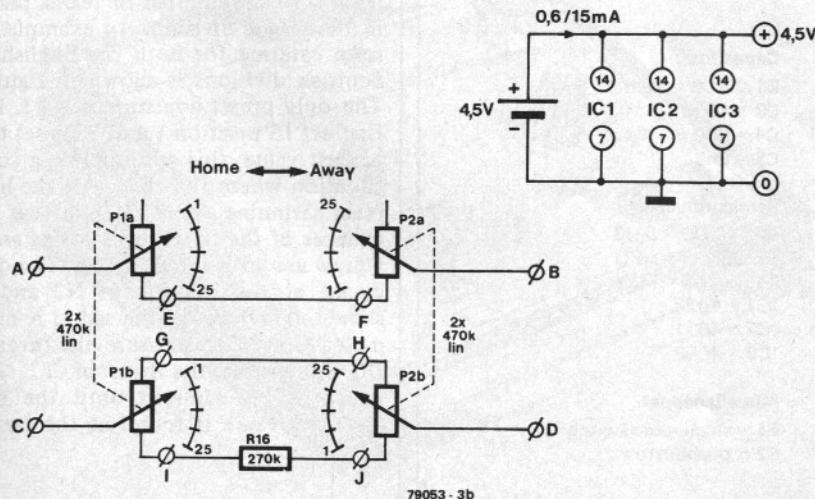 0,6/15mA
+ 4,5V
+
4,5V
–
14 14 14
IC1 IC2 IC3
7 7 7
0
Home Away
P1a 1 25 P2a
A B
25 1
E F
2x
470k
lin
2x
470k
lin
G H
P1b 1 25 P2b
C D
25 1
R16
I 270k J
79053 - 3b